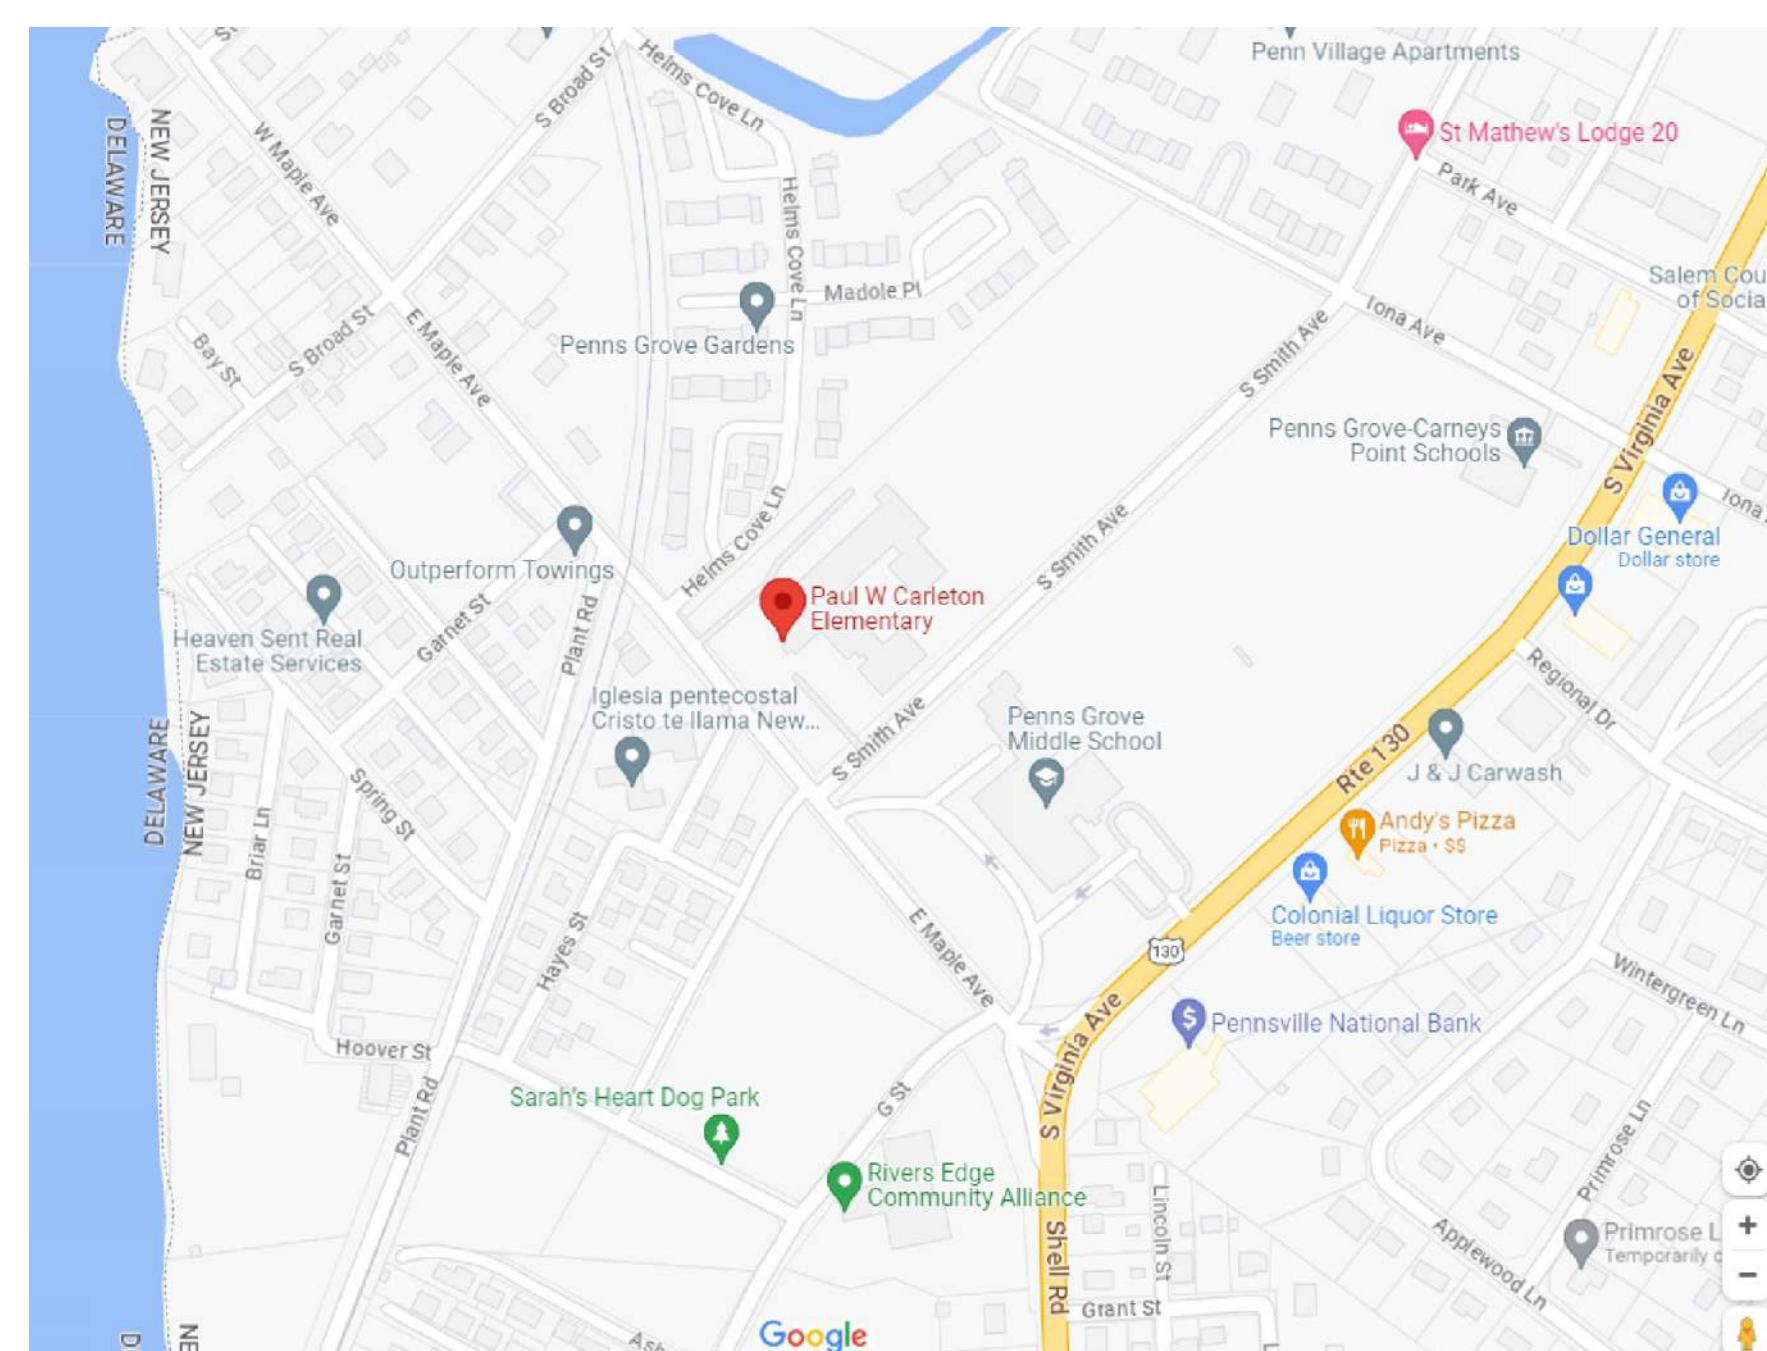 Penn Village Apartments
Helms Cove Ln
S Broad St
St Mathew's Lodge 20
Park Ave
NEW JERSEY
DELAWARE
W Maple Ave
Helms Cove Ln
Salem Cou
of Socia
Madole Pl
Iona Ave
Penns Grove Gardens
S Broad St
Bay St
E Maple Ave
S Smith Ave
S Virginia Ave
Penns Grove-Carneys
Point Schools
Iona
Dollar General
Dollar store
Helms Cove Ln
S Smith Ave
Outperform Towings
Paul W Carleton
Elementary
Garnet St
Plant Rd
Heaven Sent Real
Estate Services
Regional Dr
Iglesia pentecostal
Cristo te llama New...
S Smith Ave
Penns Grove
Middle School
DELAWARE
NEW JERSEY
Rte 130
J & J Carwash
Spring St
Briar Ln
Garnet St
Andy's Pizza
Pizza • $$
Colonial Liquor Store
Beer store
Hayes St
E Maple Ave
130
Wintergreen Ln
Pennsville National Bank
Hoover St
S Virginia Ave
Sarah's Heart Dog Park
G St
Plant Rd
Primrose Ln
Rivers Edge
Community Alliance
Lincoln St
Shell Rd
Applewood Ln
Primrose L
Temporarily c
Grant St
Ash
Google
D
NE